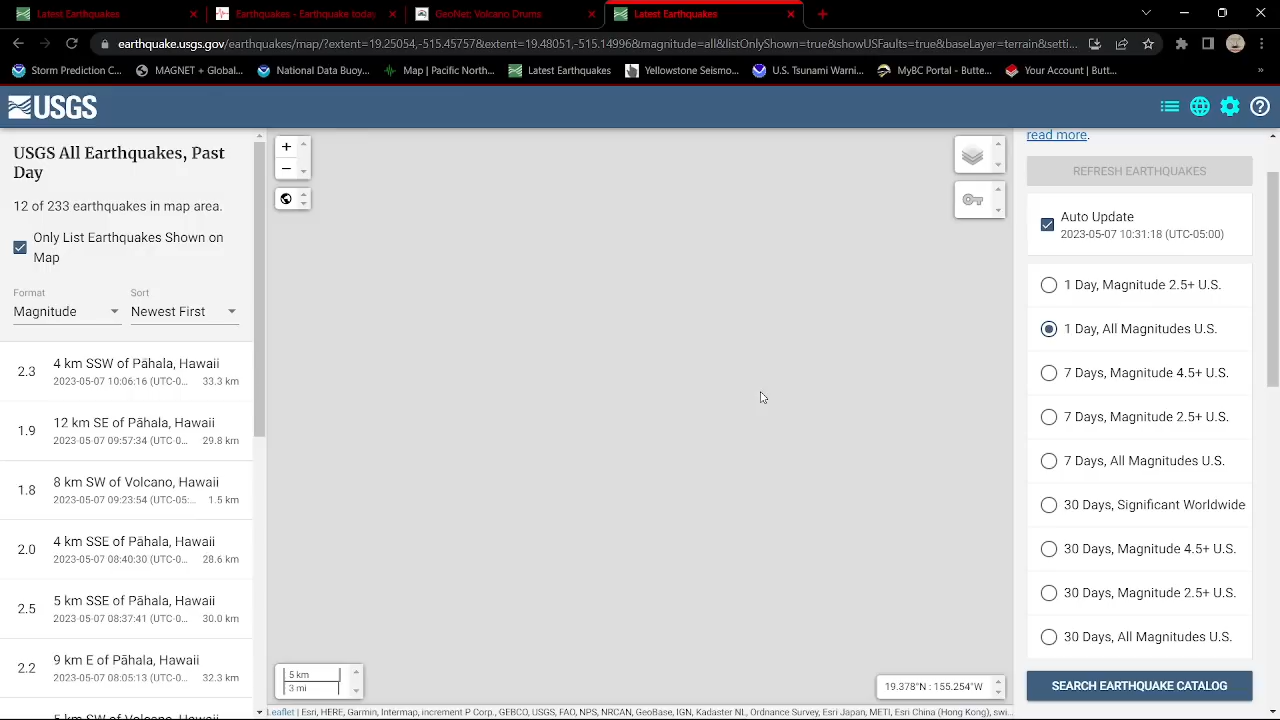 Latest Earthquakes
Earthquakes - Earthquake today
GeoNet: Volcano Drums
Latest Earthquakes
earthquake.usgs.gov/earthquakes/map/?extent=19.25054,-515.45757&extent=19.48051,-515.14996&magnitude=all&listOnlyShown=true&showUSFaults=true&baseLayer=terrain&setti...
Storm Prediction C...
MAGNET + Global...
National Data Buoy...
Map | Pacific North...
Latest Earthquakes
Yellowstone Seismo...
U.S. Tsunami Warni...
MyBC Portal - Butte...
Your Account | Butt...
»
USGS
USGS All Earthquakes, Past
Day
12 of 233 earthquakes in map area.
Only List Earthquakes Shown on
Map
Format
Sort
Magnitude
Newest First
2.3
4 km SSW of Pāhala, Hawaii
2023-05-07 10:06:16 (UTC-0...
33.3 km
1.9
12 km SE of Pāhala, Hawaii
2023-05-07 09:57:34 (UTC-0...
29.8 km
1.8
8 km SW of Volcano, Hawaii
2023-05-07 09:23:54 (UTC-05:...
1.5 km
2.0
4 km SSE of Pāhala, Hawaii
2023-05-07 08:40:30 (UTC-0...
28.6 km
2.5
5 km SSE of Pāhala, Hawaii
2023-05-07 08:37:41 (UTC-0...
30.0 km
2.2
9 km E of Pāhala, Hawaii
2023-05-07 08:05:13 (UTC-0...
32.3 km
5 km SW of Volcano, Hawaii
+
−
5 km
3 mi
19.378°N : 155.254°W
Leaflet | Esri, HERE, Garmin, Intermap, increment P Corp., GEBCO, USGS, FAO, NPS, NRCAN, GeoBase, IGN, Kadaster NL, Ordnance Survey, Esri Japan, METI, Esri China (Hong Kong), swi...
read more.
REFRESH EARTHQUAKES
Auto Update
2023-05-07 10:31:18 (UTC-05:00)
1 Day, Magnitude 2.5+ U.S.
1 Day, All Magnitudes U.S.
7 Days, Magnitude 4.5+ U.S.
7 Days, Magnitude 2.5+ U.S.
7 Days, All Magnitudes U.S.
30 Days, Significant Worldwide
30 Days, Magnitude 4.5+ U.S.
30 Days, Magnitude 2.5+ U.S.
30 Days, All Magnitudes U.S.
SEARCH EARTHQUAKE CATALOG